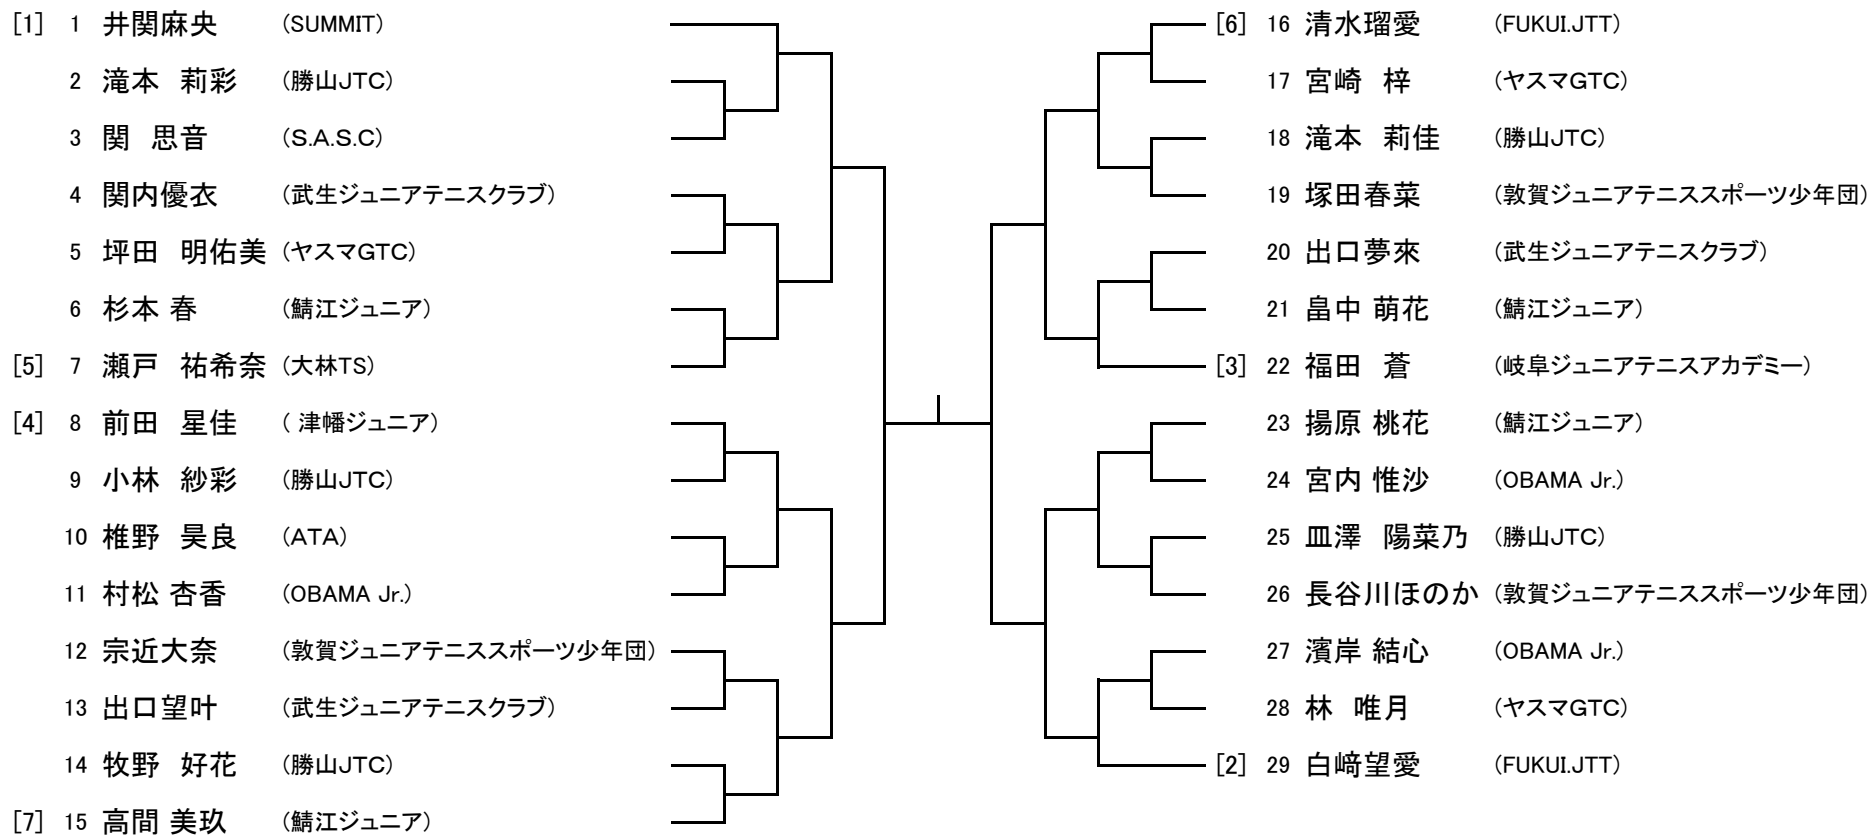 [1] 1 井関麻央 (SUMMIT)
2 滝本 莉彩 (勝山JTC)
3 関 思音 (S.A.S.C)
4 関内優衣 (武生ジュニアテニスクラブ)
5 坪田 明佑美 (ヤスマGTC)
6 杉本 春 (鯖江ジュニア)
[5] 7 瀬戸 祐希奈 (大林TS)
[4] 8 前田 星佳 ( 津幡ジュニア)
9 小林 紗彩 (勝山JTC)
10 椎野 昊良 (ATA)
11 村松 杏香 (OBAMA Jr.)
12 宗近大奈 (敦賀ジュニアテニススポーツ少年団)
13 出口望叶 (武生ジュニアテニスクラブ)
14 牧野 好花 (勝山JTC)
[7] 15 高間 美玖 (鯖江ジュニア)
[6] 16 清水瑠愛 (FUKUI.JTT)
17 宮崎 梓 (ヤスマGTC)
18 滝本 莉佳 (勝山JTC)
19 塚田春菜 (敦賀ジュニアテニススポーツ少年団)
20 出口夢來 (武生ジュニアテニスクラブ)
21 畠中 萌花 (鯖江ジュニア)
[3] 22 福田 蒼 (岐阜ジュニアテニスアカデミー)
23 揚原 桃花 (鯖江ジュニア)
24 宮内 惟沙 (OBAMA Jr.)
25 皿澤 陽菜乃 (勝山JTC)
26 長谷川ほのか (敦賀ジュニアテニススポーツ少年団)
27 濱岸 結心 (OBAMA Jr.)
28 林 唯月 (ヤスマGTC)
[2] 29 白﨑望愛 (FUKUI.JTT)